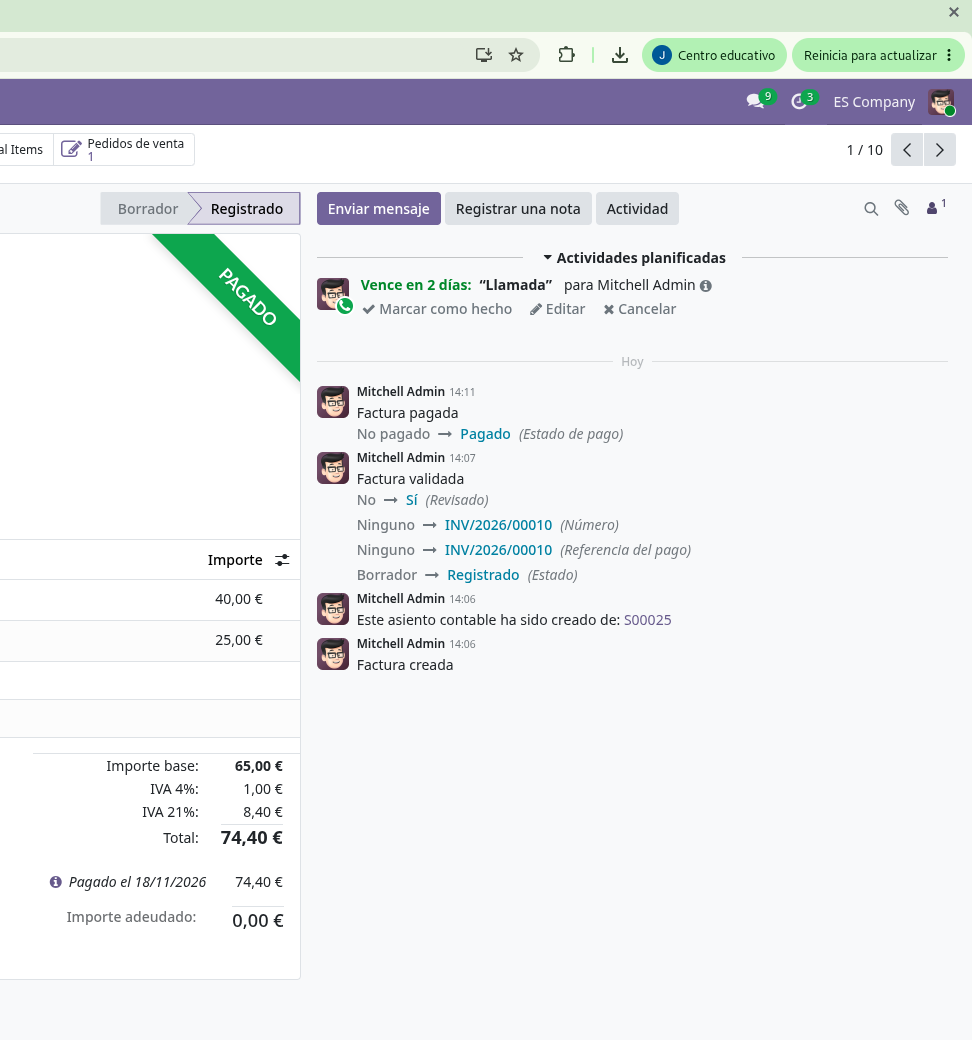 J Centro educativo
Reinicia para actualizar
9
3
ES Company
al Items
Pedidos de venta
1
1 / 10
Borrador
Registrado
Enviar mensaje
Registrar una nota
Actividad
1
PAGADO
Actividades planificadas
Vence en 2 días: “Llamada” para Mitchell Admin
Marcar como hecho Editar Cancelar
Hoy
Mitchell Admin 14:11
Factura pagada
No pagado → Pagado (Estado de pago)
Mitchell Admin 14:07
Factura validada
No → Sí (Revisado)
Ninguno → INV/2026/00010 (Número)
Ninguno → INV/2026/00010 (Referencia del pago)
Borrador → Registrado (Estado)
Mitchell Admin 14:06
Este asiento contable ha sido creado de: S00025
Mitchell Admin 14:06
Factura creada
Importe
40,00 €
25,00 €
Importe base: 65,00 €
IVA 4%: 1,00 €
IVA 21%: 8,40 €
Total: 74,40 €
Pagado el 18/11/2026 74,40 €
Importe adeudado: 0,00 €